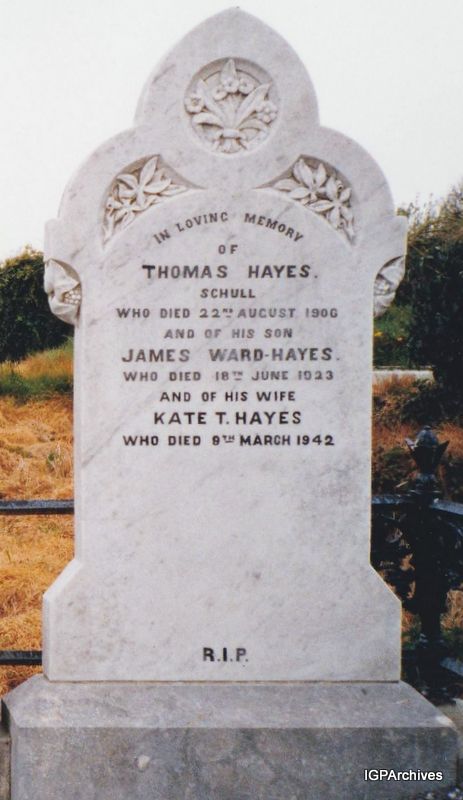 IN LOVING MEMORY
OF
THOMAS HAYES.
SCHULL
WHO DIED 22ND AUGUST 1906
AND OF HIS SON
JAMES WARD-HAYES.
WHO DIED 18TH JUNE 1923
AND OF HIS WIFE
KATE T. HAYES
WHO DIED 9TH MARCH 1942
R.I.P.
IGPArchives